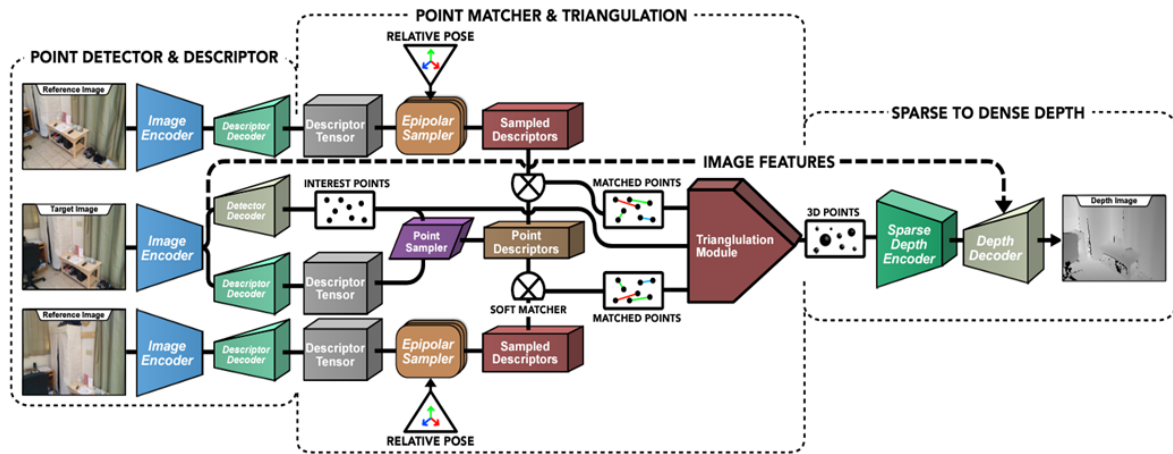 POINT MATCHER & TRIANGULATION
RELATIVE POSE
POINT DETECTOR & DESCRIPTOR
Reference Image
Image
Encoder
Descriptor
Decoder
Descriptor
Tensor
Epipolar
Sampler
Sampled
Descriptors
SPARSE TO DENSE DEPTH
IMAGE FEATURES
Target Image
Image
Encoder
Detector
Decoder
INTEREST POINTS
Point
Sampler
Point
Descriptors
MATCHED POINTS
Trianglulation
Module
3D POINTS
Sparse
Depth
Encoder
Depth
Decoder
Depth Image
Descriptor
Decoder
Descriptor
Tensor
SOFT MATCHER
MATCHED POINTS
Reference Image
Image
Encoder
Descriptor
Decoder
Descriptor
Tensor
Epipolar
Sampler
Sampled
Descriptors
RELATIVE POSE